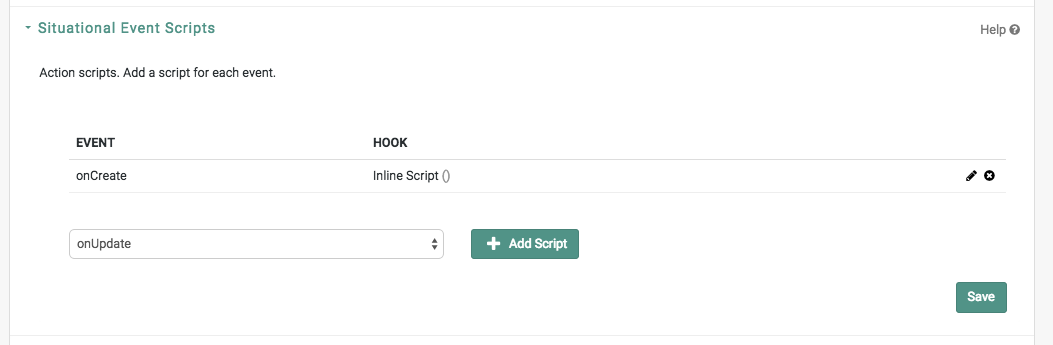 Situational Event Scripts
Help
Action scripts. Add a script for each event.
EVENT HOOK
onCreate Inline Script ()
onUpdate Add Script
Save